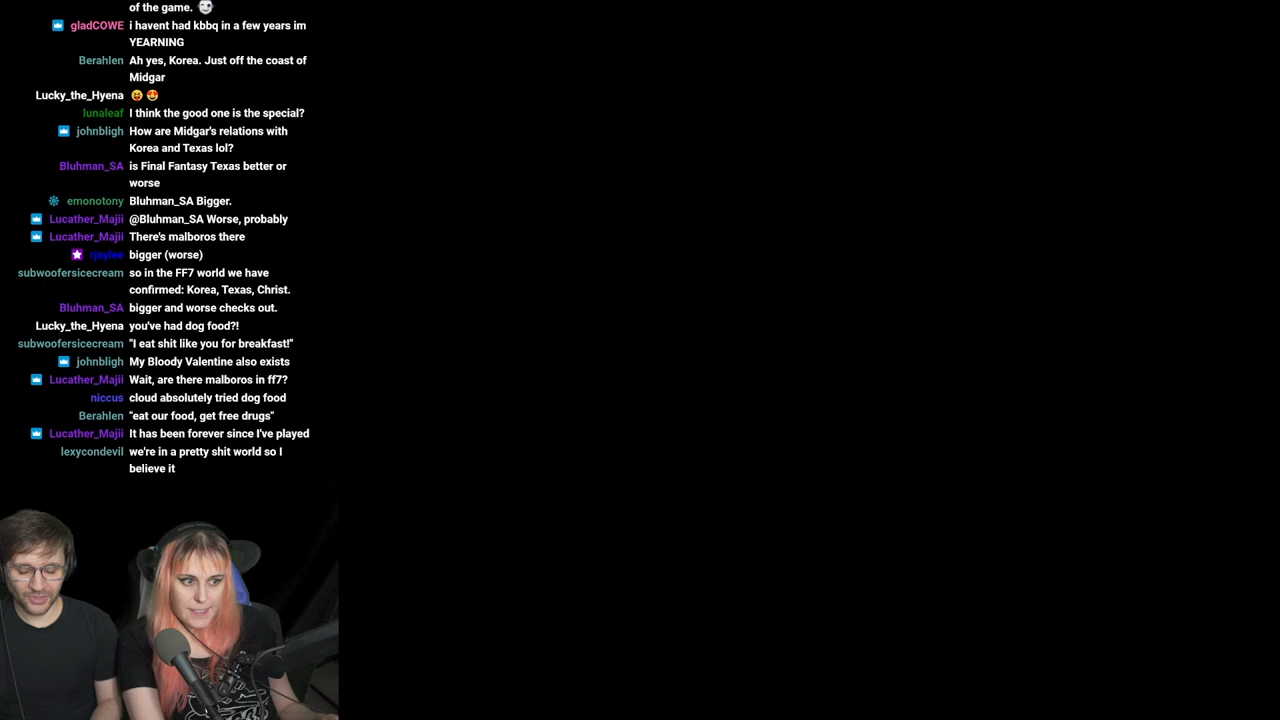 of the game.
gladCOWE i havent had kbbq in a few years im
YEARNING
Berahlen Ah yes, Korea. Just off the coast of
Midgar
Lucky_the_Hyena
lunaleaf I think the good one is the special?
johnbligh How are Midgar's relations with
Korea and Texas lol?
Bluhman_SA is Final Fantasy Texas better or
worse
emonotony Bluhman_SA Bigger.
Lucather_Majii @Bluhman_SA Worse, probably
Lucather_Majii There's malboros there
rjaylee bigger (worse)
subwoofersicecream so in the FF7 world we have
confirmed: Korea, Texas, Christ.
Bluhman_SA bigger and worse checks out.
Lucky_the_Hyena you've had dog food?!
subwoofersicecream "I eat shit like you for breakfast!"
johnbligh My Bloody Valentine also exists
Lucather_Majii Wait, are there malboros in ff7?
niccus cloud absolutely tried dog food
Berahlen "eat our food, get free drugs"
Lucather_Majii It has been forever since I've played
lexycondevil we're in a pretty shit world so I
believe it